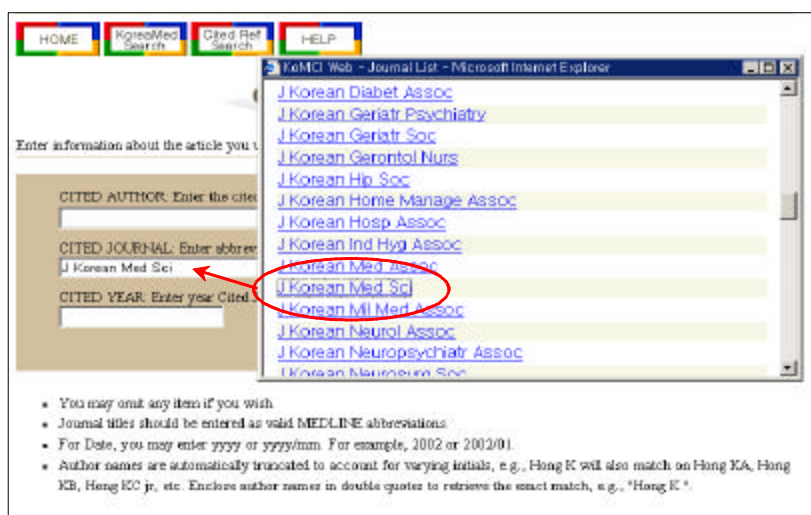 HOME
KoreaMed Search
Cited Ref Search
HELP
KoMCI Web - Journal List - Microsoft Internet Explorer
J Korean Diabet Assoc
J Korean Geriatr Psychiatry
J Korean Geriatr Soc
J Korean Gerontol Nurs
J Korean Hip Soc
J Korean Home Manage Assoc
J Korean Hosp Assoc
J Korean Ind Hyg Assoc
J Korean Med Assoc
J Korean Med Sci
J Korean Mil Med Assoc
J Korean Neurol Assoc
J Korean Neuropsychiatr Assoc
J Korean Neurosurg Soc
Enter information about the article you
CITED AUTHOR: Enter the cited
CITED JOURNAL: Enter abbrev
J Korean Med Sci
CITED YEAR: Enter year Cited
You may omit any item if you wish
Journal titles should be entered as valid MEDLINE abbreviations.
For Date, you may enter yyyy or yyyy/mm. For example, 2002 or 2002/01.
Author names are automatically truncated to account for varying initials, e.g., Hong K will also match on Hong KA, Hong
KB, Hong KC jr, etc. Enclose author names in double quotes to retrieve the exact match, e.g., "Hong K ".